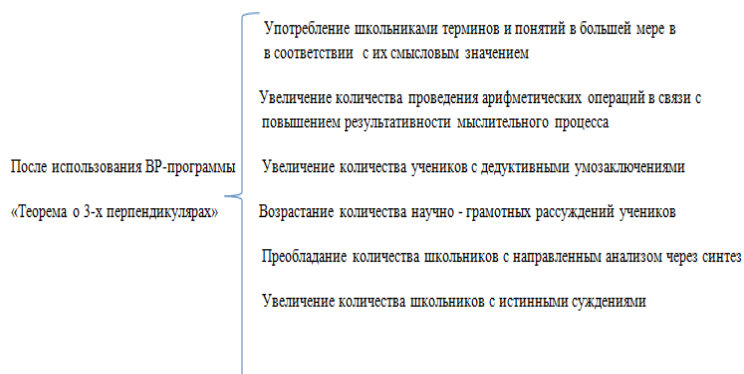 Употребление школьниками терминов и понятий в большей мере в
в соответствии с их смысловым значением
Увеличение количества проведения арифметических операций в связи с
повышением результативности мыслительного процесса
После использования ВР-программы
«Теорема о 3-х перпендикулярах»
Увеличение количества учеников с дедуктивными умозаключениями
Возрастание количества научно - грамотных рассуждений учеников
Преобладание количества школьников с направленным анализом через синтез
Увеличение количества школьников с истинными суждениями